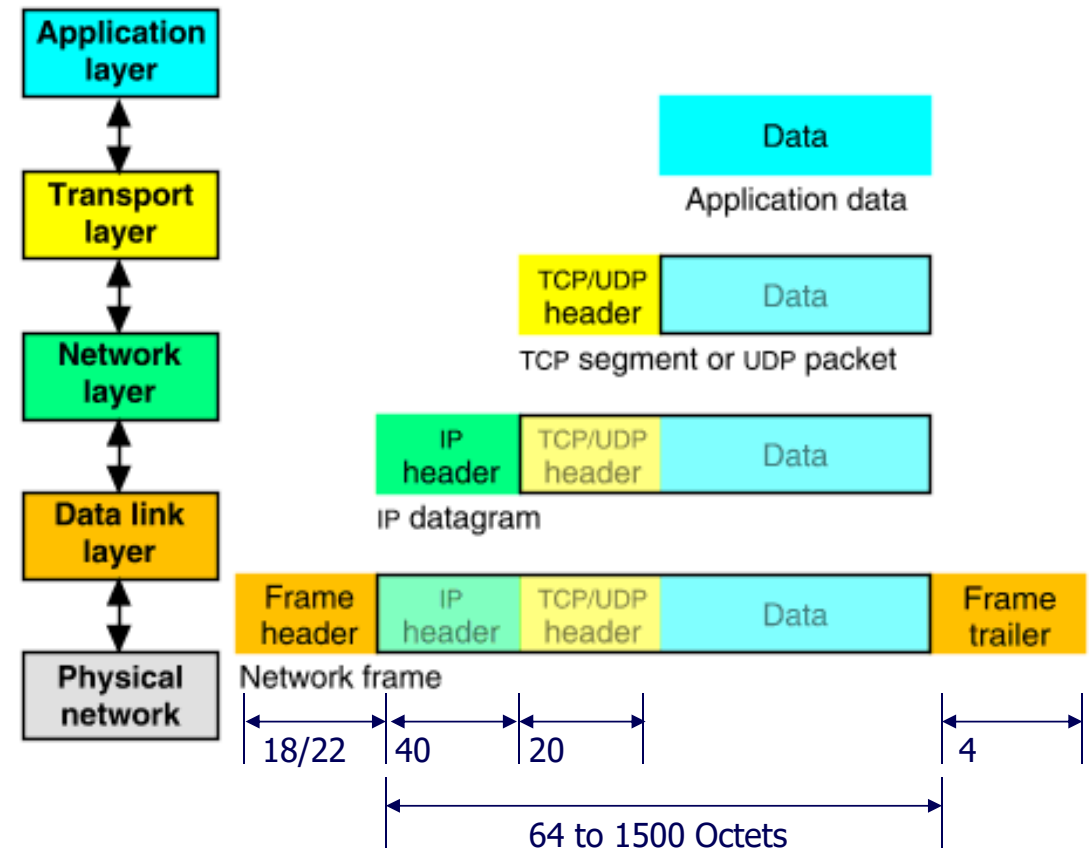 Application
layer
Data
Application data
Transport
layer
TCP/UDP
header
Data
TCP segment or UDP packet
Network
layer
IP
header
TCP/UDP
header
Data
IP datagram
Data link
layer
Frame
header
IP
header
TCP/UDP
header
Data
Frame
trailer
Physical
network
Network frame
18/22
40
20
4
64 to 1500 Octets